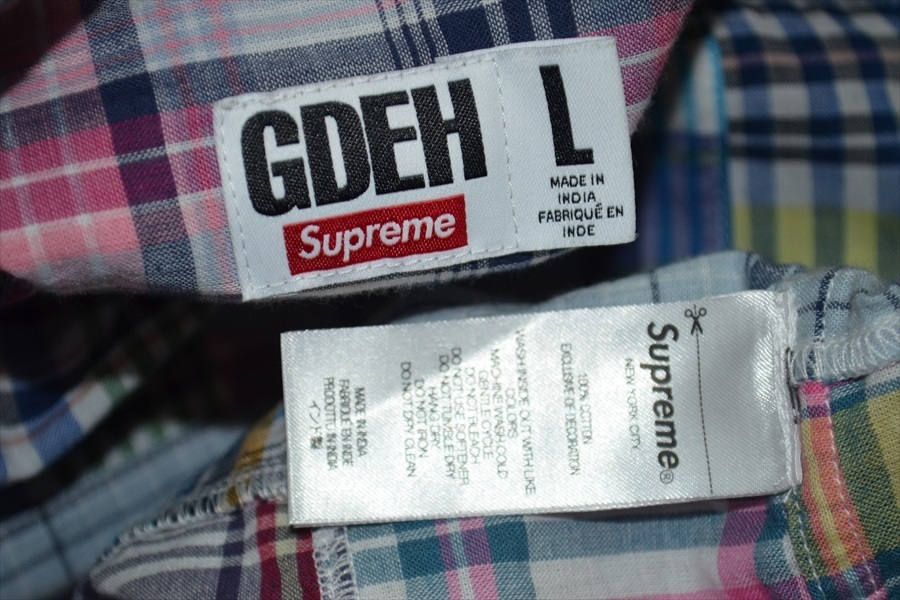 GDEH
Supreme
L
MADE IN
INDIA
FABRIQUÉ EN
INDE
Supreme®
NEW YORK CITY
100% COTTON
EXCLUSIVE OF DECORATION
WASH INSIDE OUT WITH LIKE
COLORS
MACHINE WASH COLD
GENTLE CYCLE
DO NOT BLEACH
DO NOT USE SOFTENER
DO NOT TUMBLE DRY
HANG DRY
DO NOT IRON
DO NOT DRY CLEAN
MADE IN INDIA
FABRIQUÉ EN INDE
PRODUTTU IN INDIA
インド製